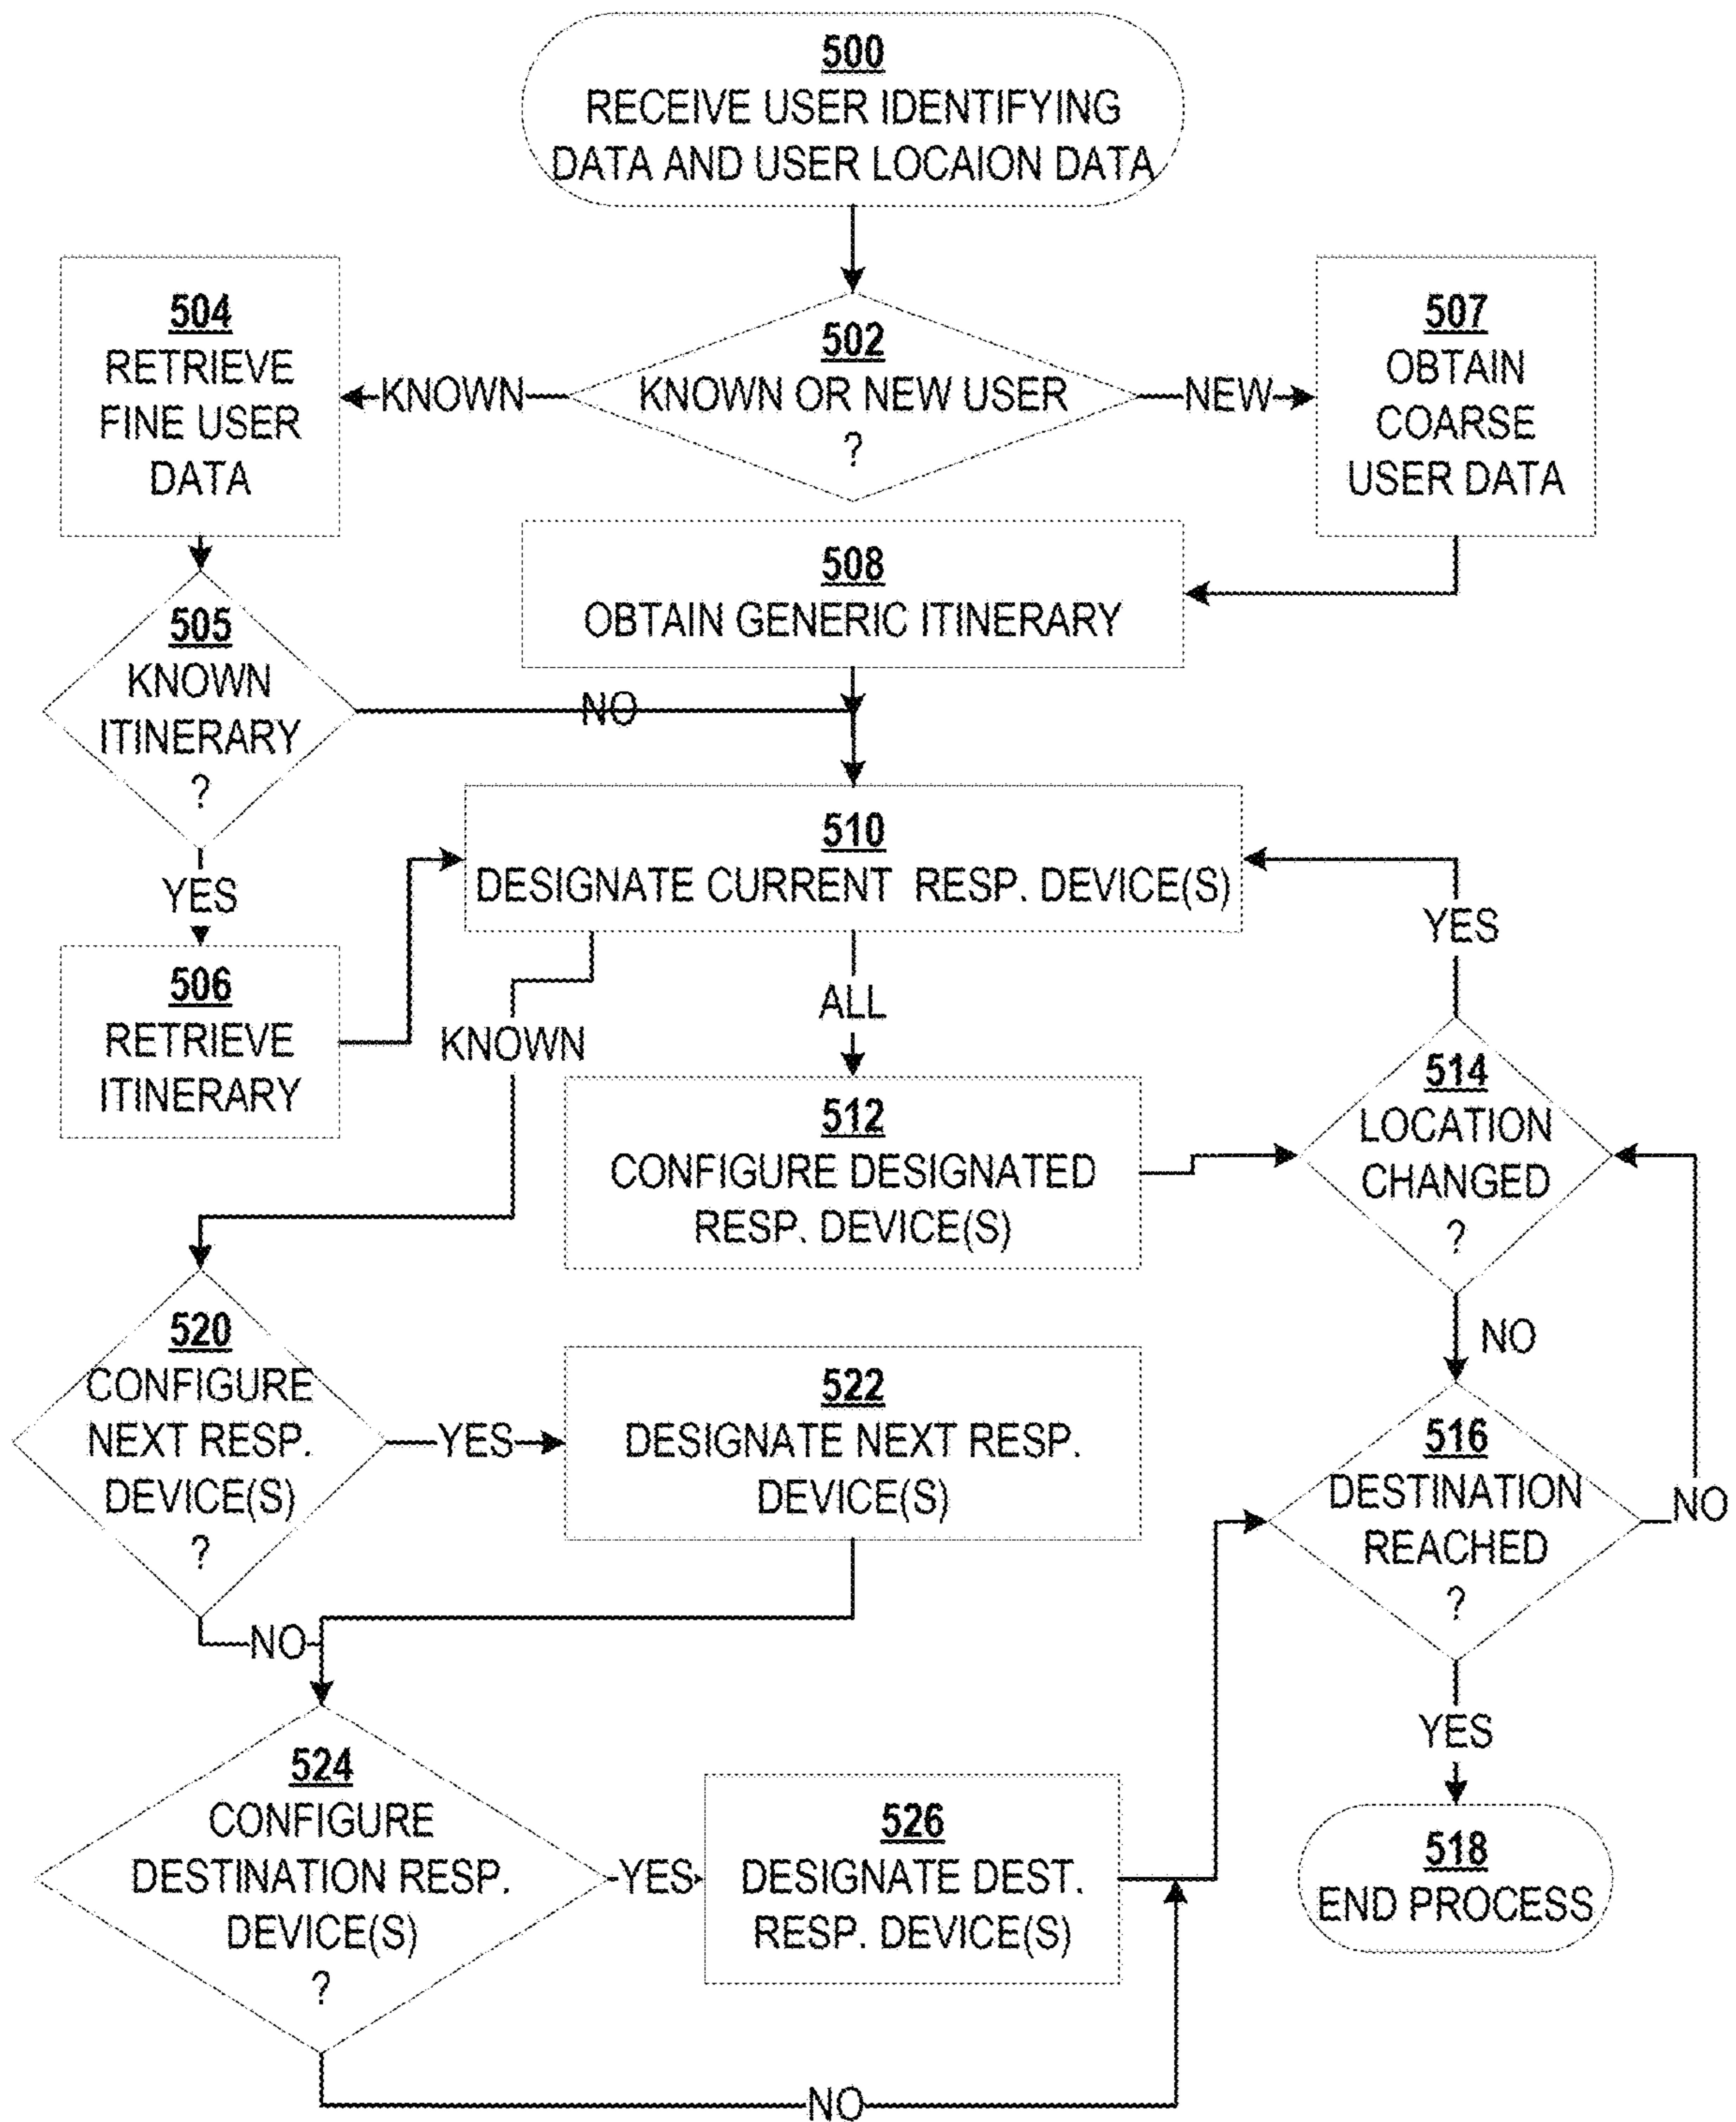 500
RECEIVE USER IDENTIFYING
DATA AND USER LOCAION DATA
504
RETRIEVE
FINE USER
DATA
KNOWN
502
KNOWN OR NEW USER
?
NEW
507
OBTAIN
COARSE
USER DATA
508
OBTAIN GENERIC ITINERARY
505
KNOWN
ITINERARY
?
NO
YES
506
RETRIEVE
ITINERARY
510
DESIGNATE CURRENT RESP. DEVICE(S)
YES
KNOWN
ALL
512
CONFIGURE DESIGNATED
RESP. DEVICE(S)
514
LOCATION
CHANGED
?
NO
520
CONFIGURE
NEXT RESP.
DEVICE(S)
?
YES
522
DESIGNATE NEXT RESP.
DEVICE(S)
516
DESTINATION
REACHED
?
NO
NO
YES
524
CONFIGURE
DESTINATION RESP.
DEVICE(S)
?
YES
526
DESIGNATE DEST.
RESP. DEVICE(S)
518
END PROCESS
NO